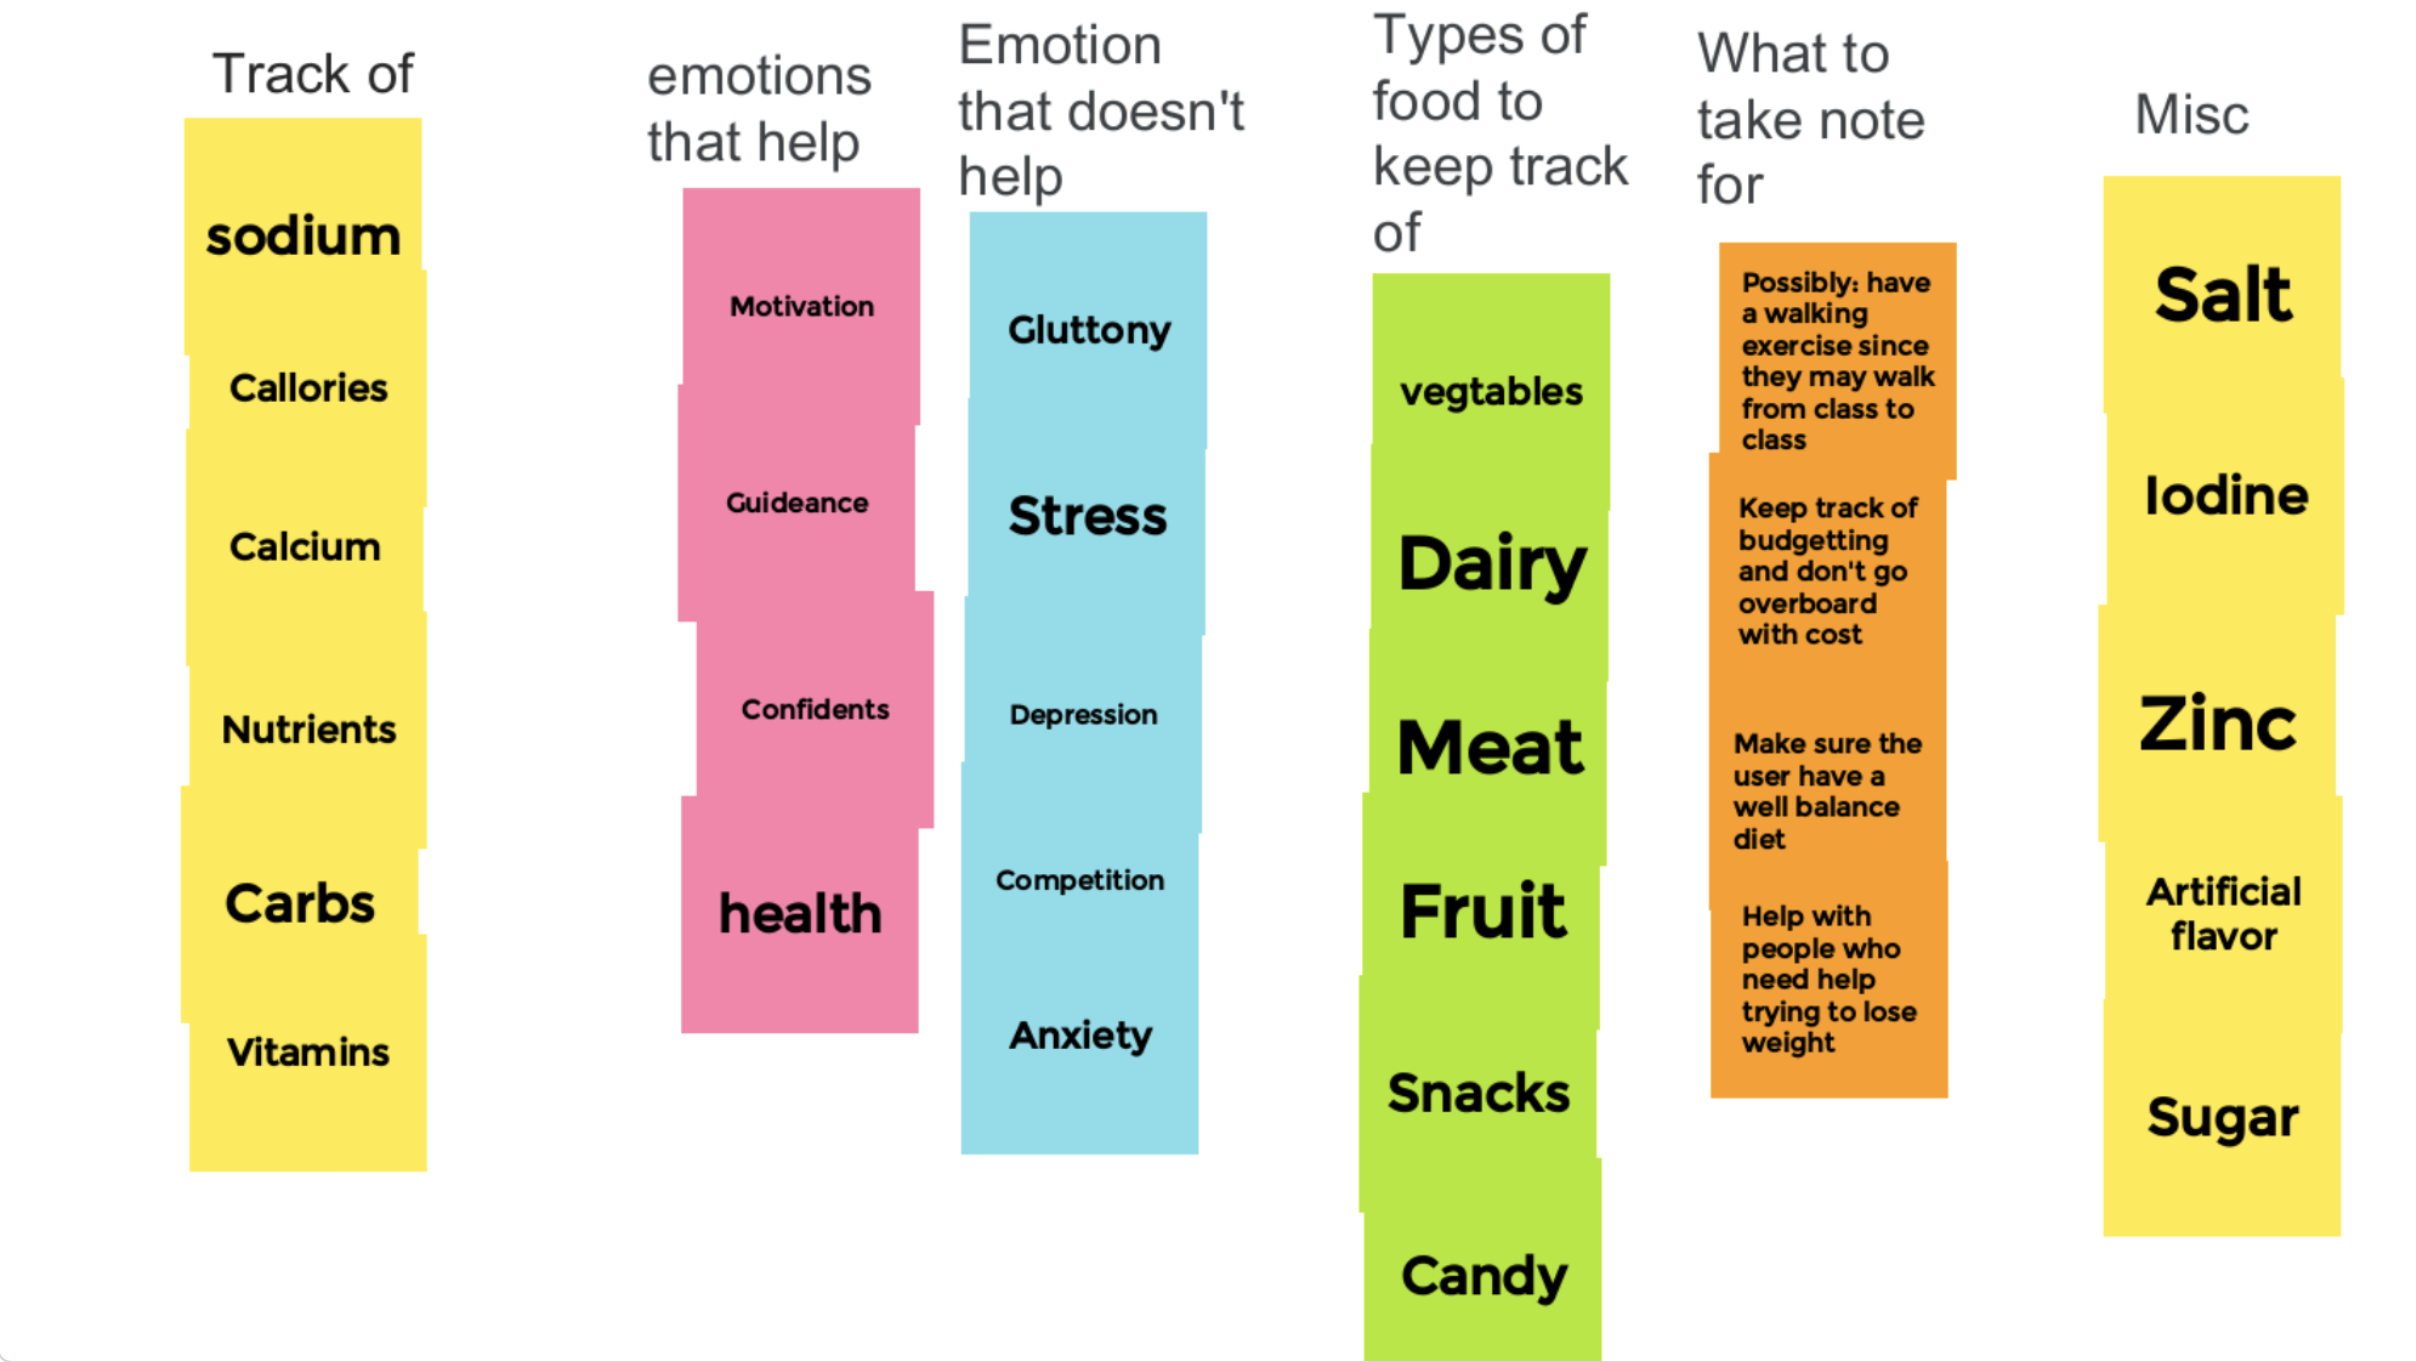 Track of
sodium
Callories
Calcium
Nutrients
Carbs
Vitamins
emotions
that help
Motivation
Guideance
Confidents
health
Emotion
that doesn't
help
Gluttony
Stress
Depression
Competition
Anxiety
Types of
food to
keep track
of
vegtables
Dairy
Meat
Fruit
Snacks
Candy
What to
take note
for
Possibly: have
a walking
exercise since
they may walk
from class to
class
Keep track of
budgetting
and don't go
overboard
with cost
Make sure the
user have a
well balance
diet
Help with
people who
need help
trying to lose
weight
Misc
Salt
Iodine
Zinc
Artificial
flavor
Sugar